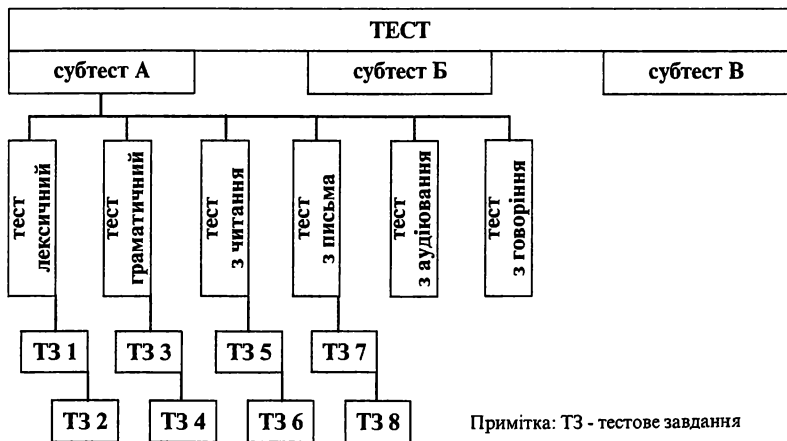 ТЕСТ
субтест А
субтест Б
субтест В
тест
лексичний
тест
граматичний
тест
з читання
тест
з письма
тест
з аудіювання
тест
з говоріння
ТЗ 1
ТЗ 3
ТЗ 5
ТЗ 7
ТЗ 2
ТЗ 4
ТЗ 6
ТЗ 8
Примітка: ТЗ - тестове завдання